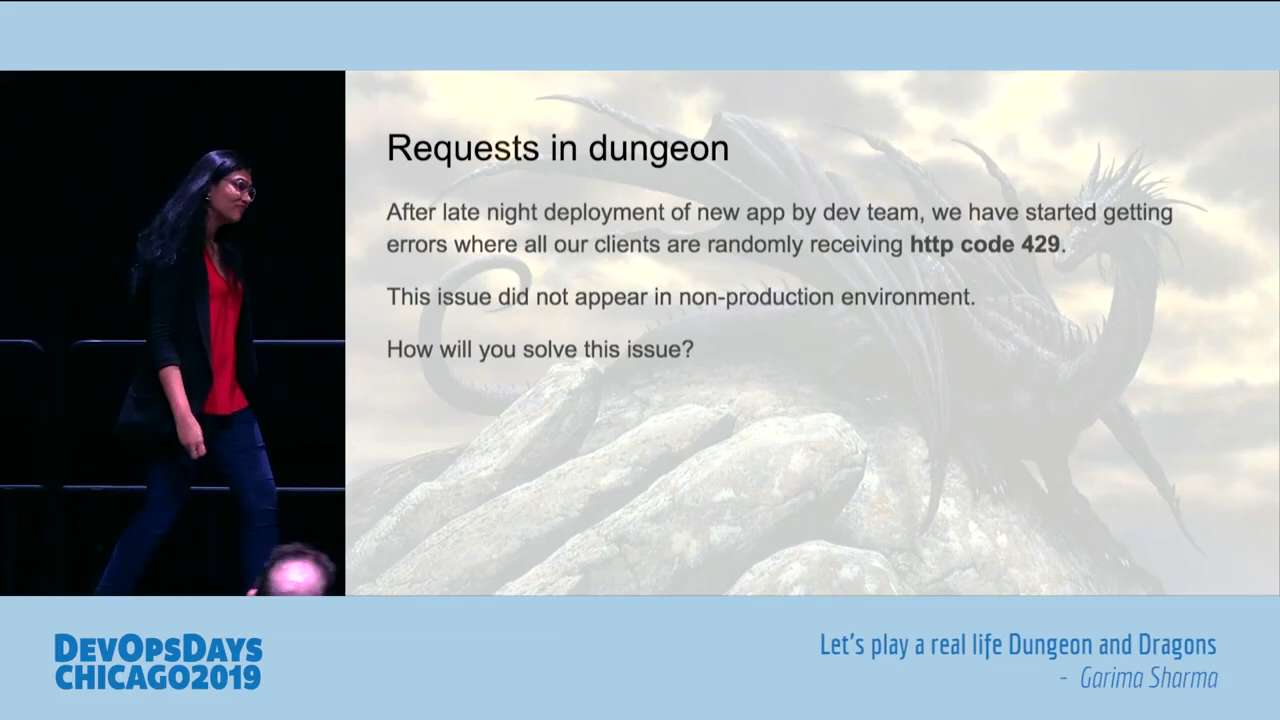 Requests in dungeon
After late night deployment of new app by dev team, we have started getting
errors where all our clients are randomly receiving http code 429.
This issue did not appear in non-production environment.
How will you solve this issue?
DEVOPSDAYS
CHICAGO2019
Let's play a real life Dungeon and Dragons
- Garima Sharma